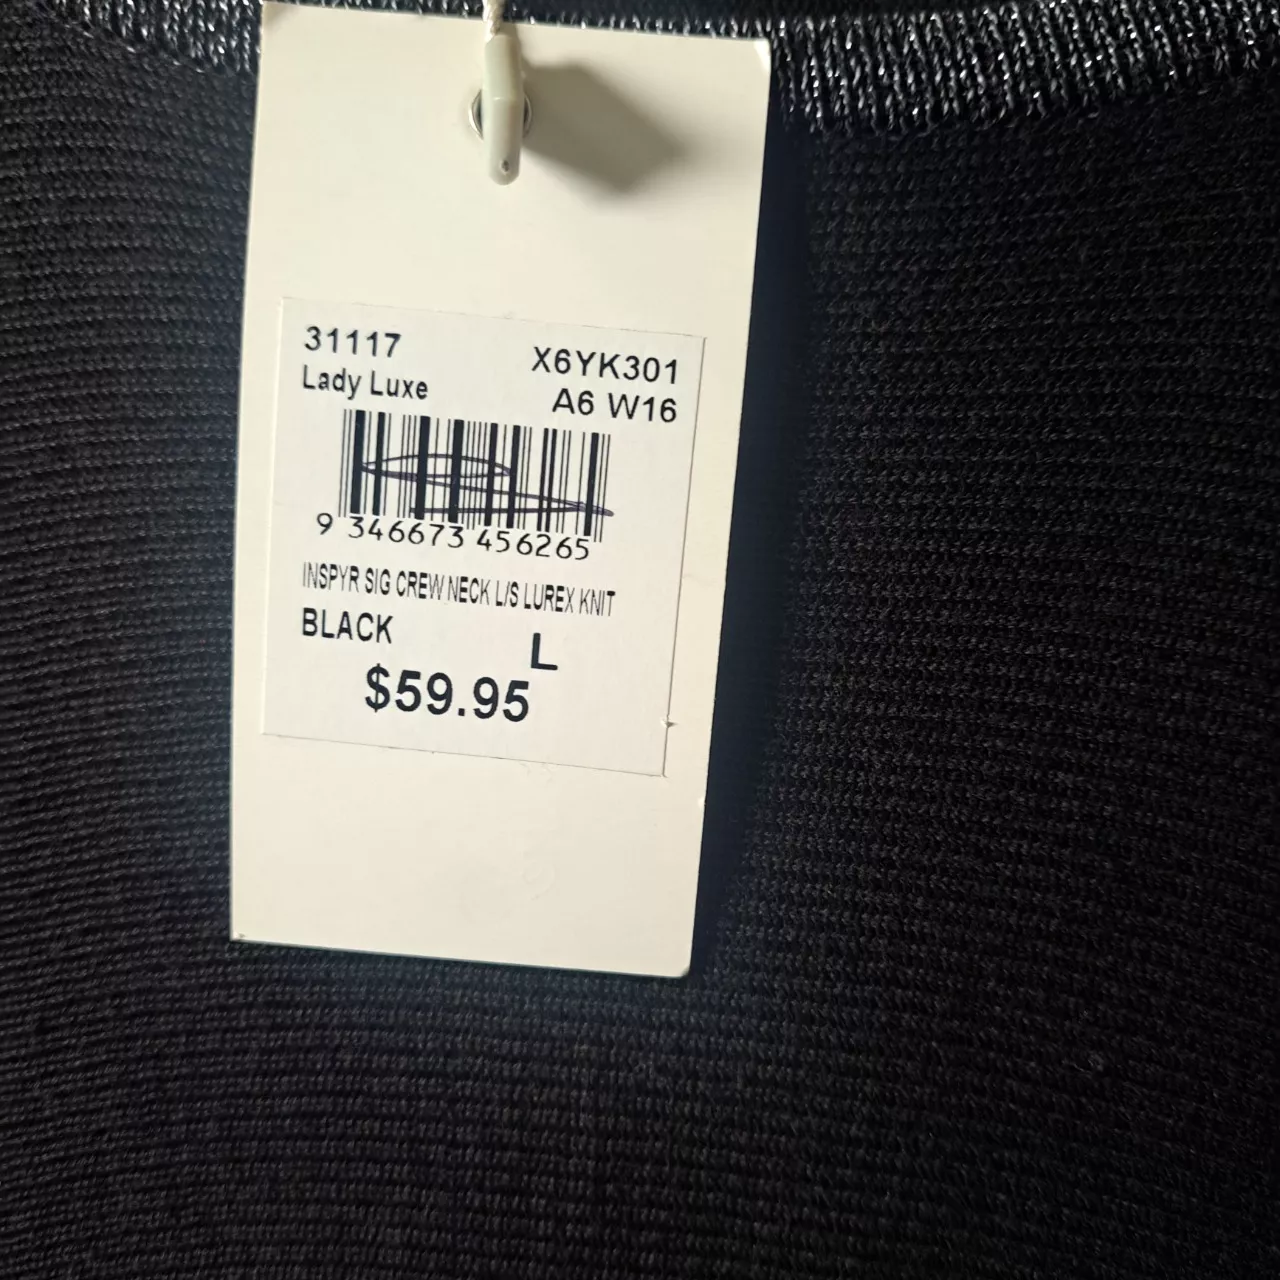 31117
X6YK301
Lady Luxe
A6 W16
9 346673 456265
INSPYR SIG CREW NECK L/S LUREX KNIT
BLACK
L
$59.95